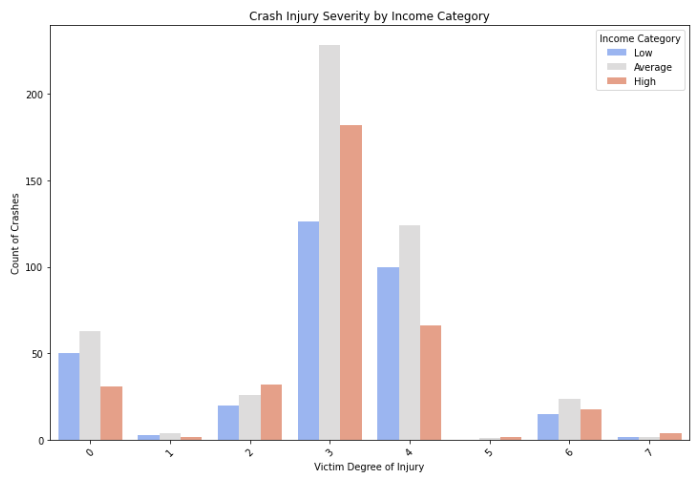 Crash Injury Severity by Income Category
Income Category
Low
Average
High
Count of Crashes
200
150
100
50
0
0 1 2 3 4 5 6 7
Victim Degree of Injury